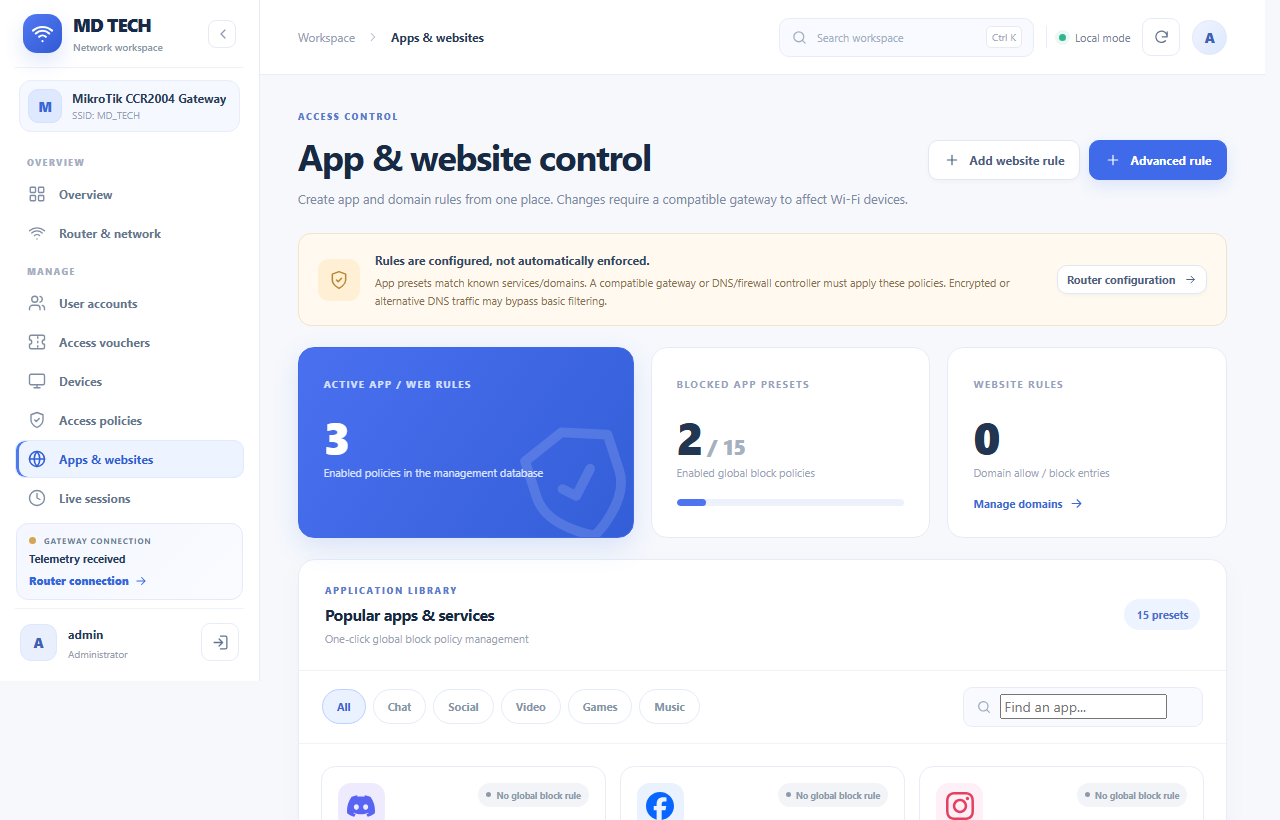 MD TECH
Network workspace
M
MikroTik CCR2004 Gateway
SSID: MD_TECH
OVERVIEW
Overview
Router & network
MANAGE
User accounts
Access vouchers
Devices
Access policies
Apps & websites
Live sessions
GATEWAY CONNECTION
Telemetry received
Router connection
A
admin
Administrator
Workspace
Apps & websites
Search workspace
Ctrl K
Local mode
A
ACCESS CONTROL
App & website control
Create app and domain rules from one place. Changes require a compatible gateway to affect Wi-Fi devices.
Add website rule
Advanced rule
Rules are configured, not automatically enforced.
App presets match known services/domains. A compatible gateway or DNS/firewall controller must apply these policies. Encrypted or
alternative DNS traffic may bypass basic filtering.
Router configuration
ACTIVE APP / WEB RULES
3
Enabled policies in the management database
BLOCKED APP PRESETS
2 / 15
Enabled global block policies
WEBSITE RULES
0
Domain allow / block entries
Manage domains
APPLICATION LIBRARY
Popular apps & services
One-click global block policy management
15 presets
All
Chat
Social
Video
Games
Music
Find an app...
No global block rule
No global block rule
No global block rule